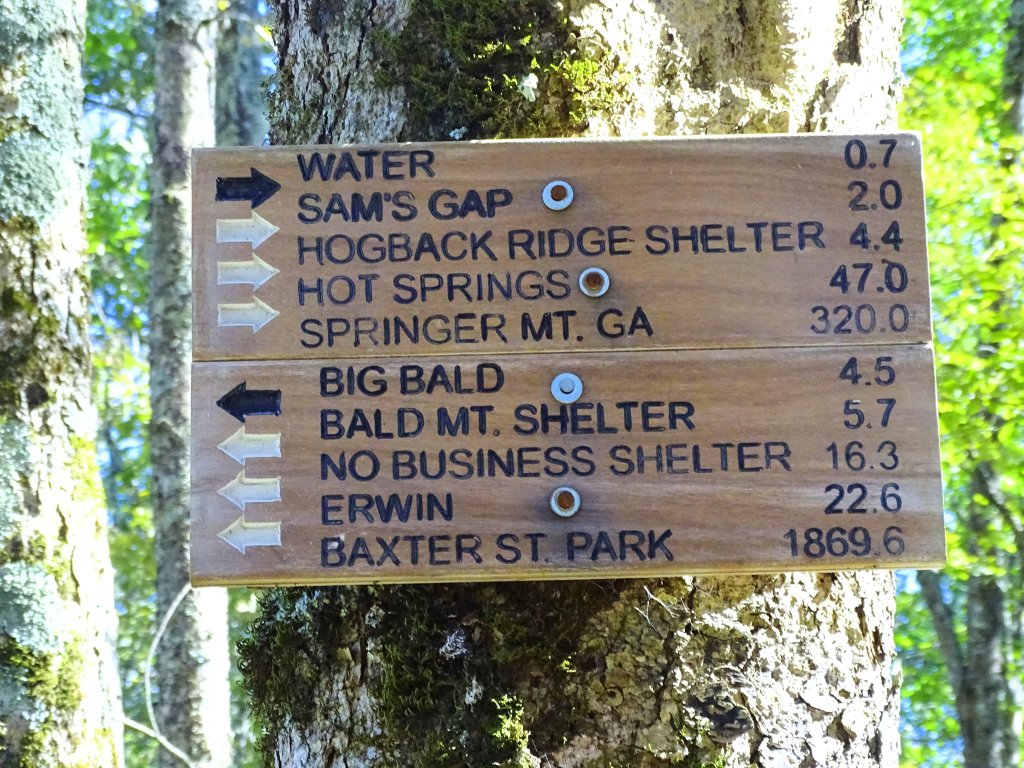 WATER 0.7
SAM'S GAP 2.0
HOGBACK RIDGE SHELTER 4.4
HOT SPRINGS 47.0
SPRINGER MT. GA 320.0
BIG BALD 4.5
BALD MT. SHELTER 5.7
NO BUSINESS SHELTER 16.3
ERWIN 22.6
BAXTER ST. PARK 1869.6